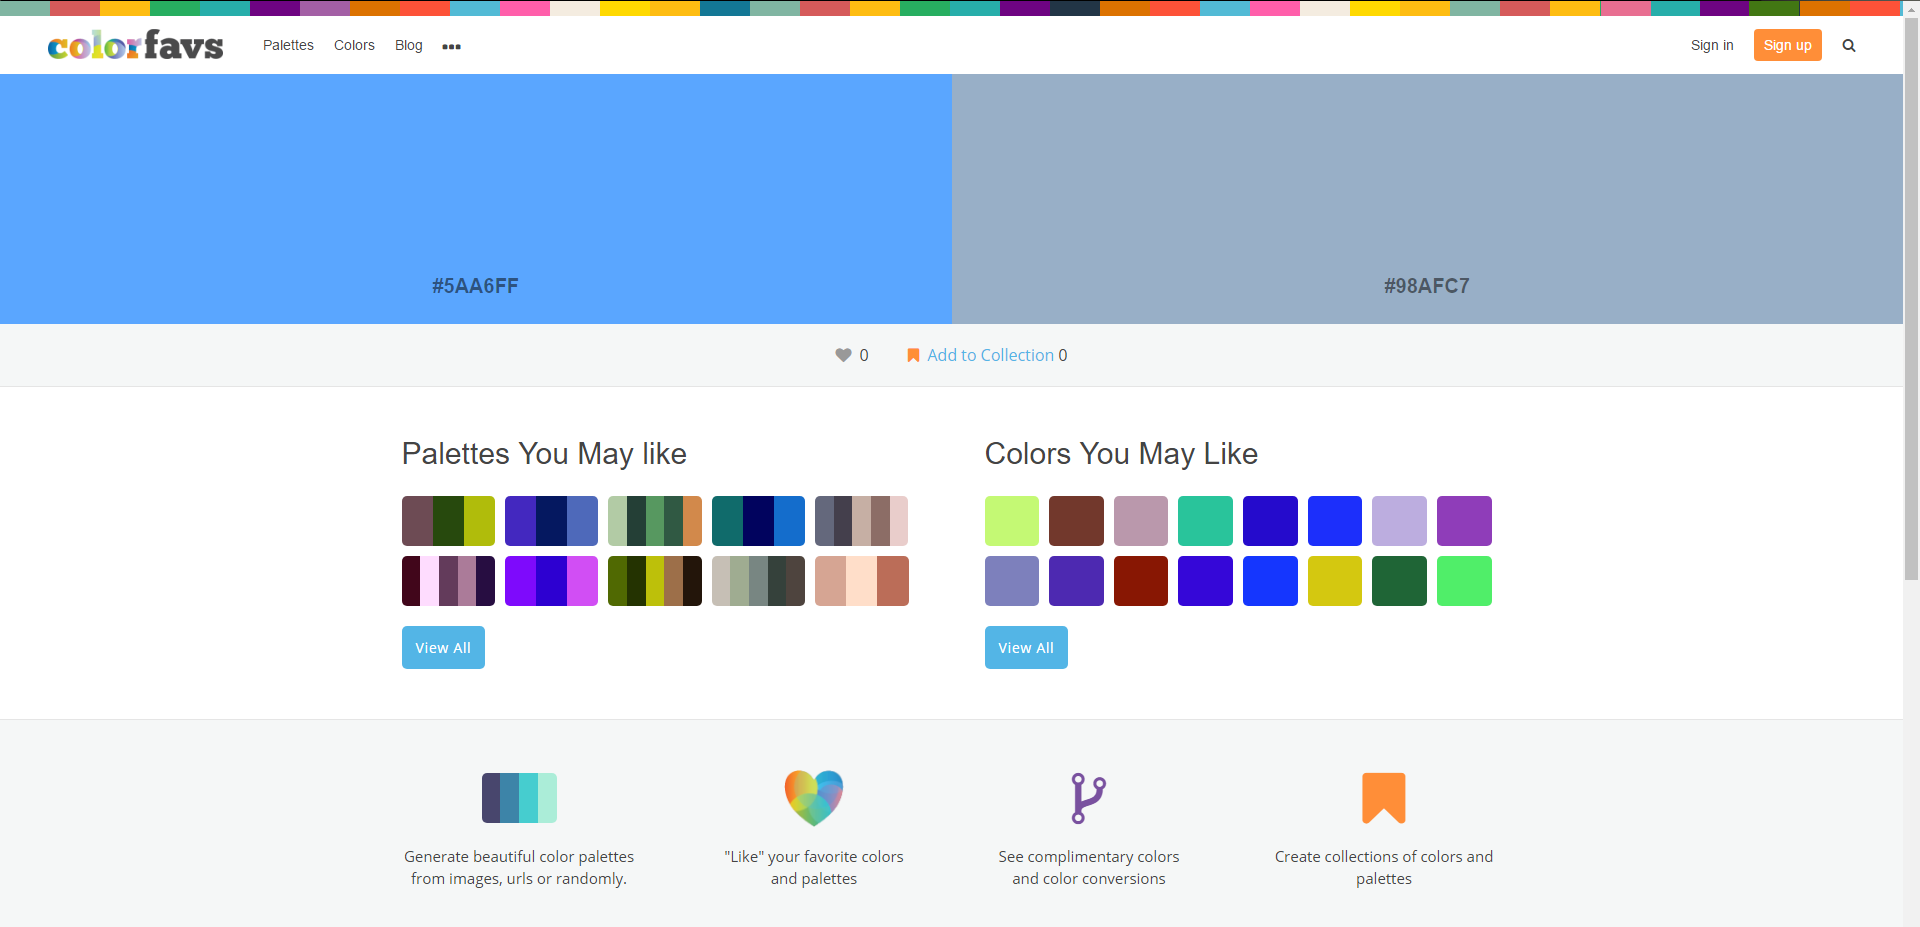 colorfavs
Palettes
Colors
Blog
Sign in
Sign up
#5AA6FF
#98AFC7
0
Add to Collection 0
Palettes You May like
View All
Colors You May Like
View All
Generate beautiful color palettes
from images, urls or randomly.
"Like" your favorite colors
and palettes
See complimentary colors
and color conversions
Create collections of colors and
palettes